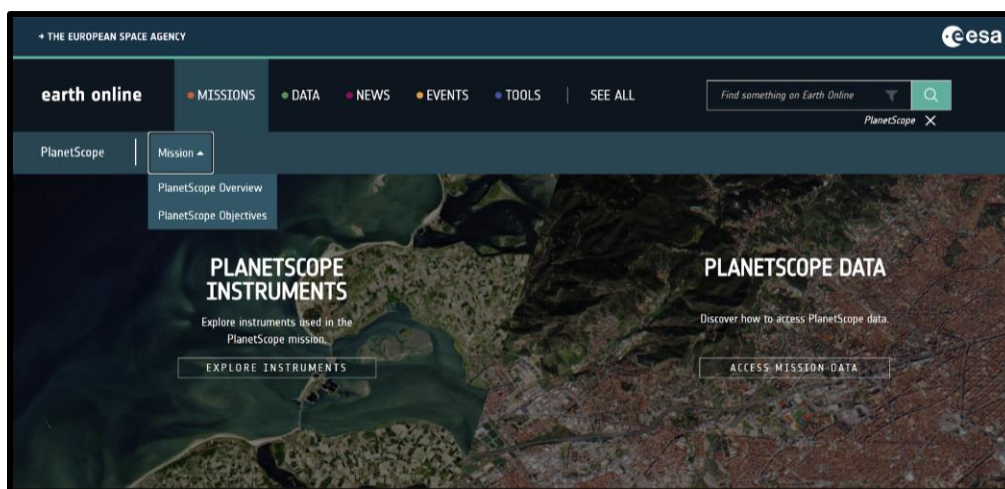 → THE EUROPEAN SPACE AGENCY
esa
earth online
MISSIONS
DATA
NEWS
EVENTS
TOOLS
SEE ALL
Find something on Earth Online
PlanetScope
PlanetScope
Mission
PlanetScope Overview
PlanetScope Objectives
PLANETSCOPE
INSTRUMENTS
Explore instruments used in the
PlanetScope mission.
EXPLORE INSTRUMENTS
PLANETSCOPE DATA
Discover how to access PlanetScope data.
ACCESS MISSION DATA